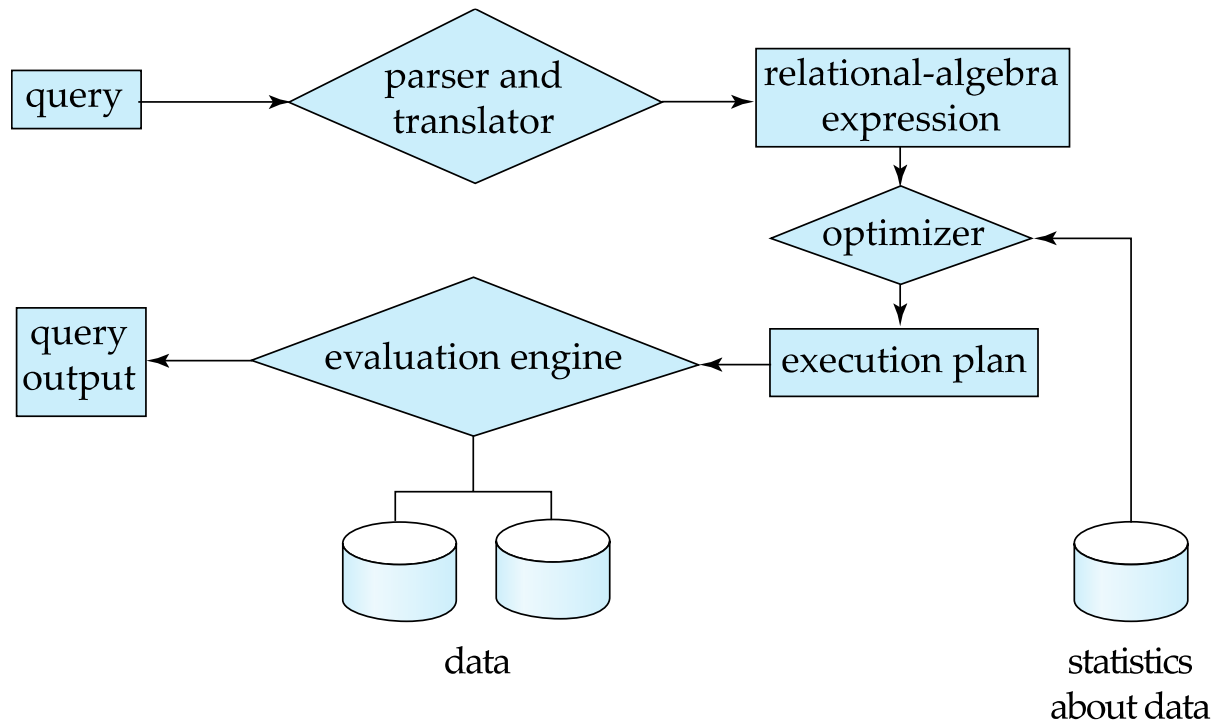 query
parser and
translator
relational-algebra
expression
optimizer
query
output
evaluation engine
execution plan
data
statistics
about data